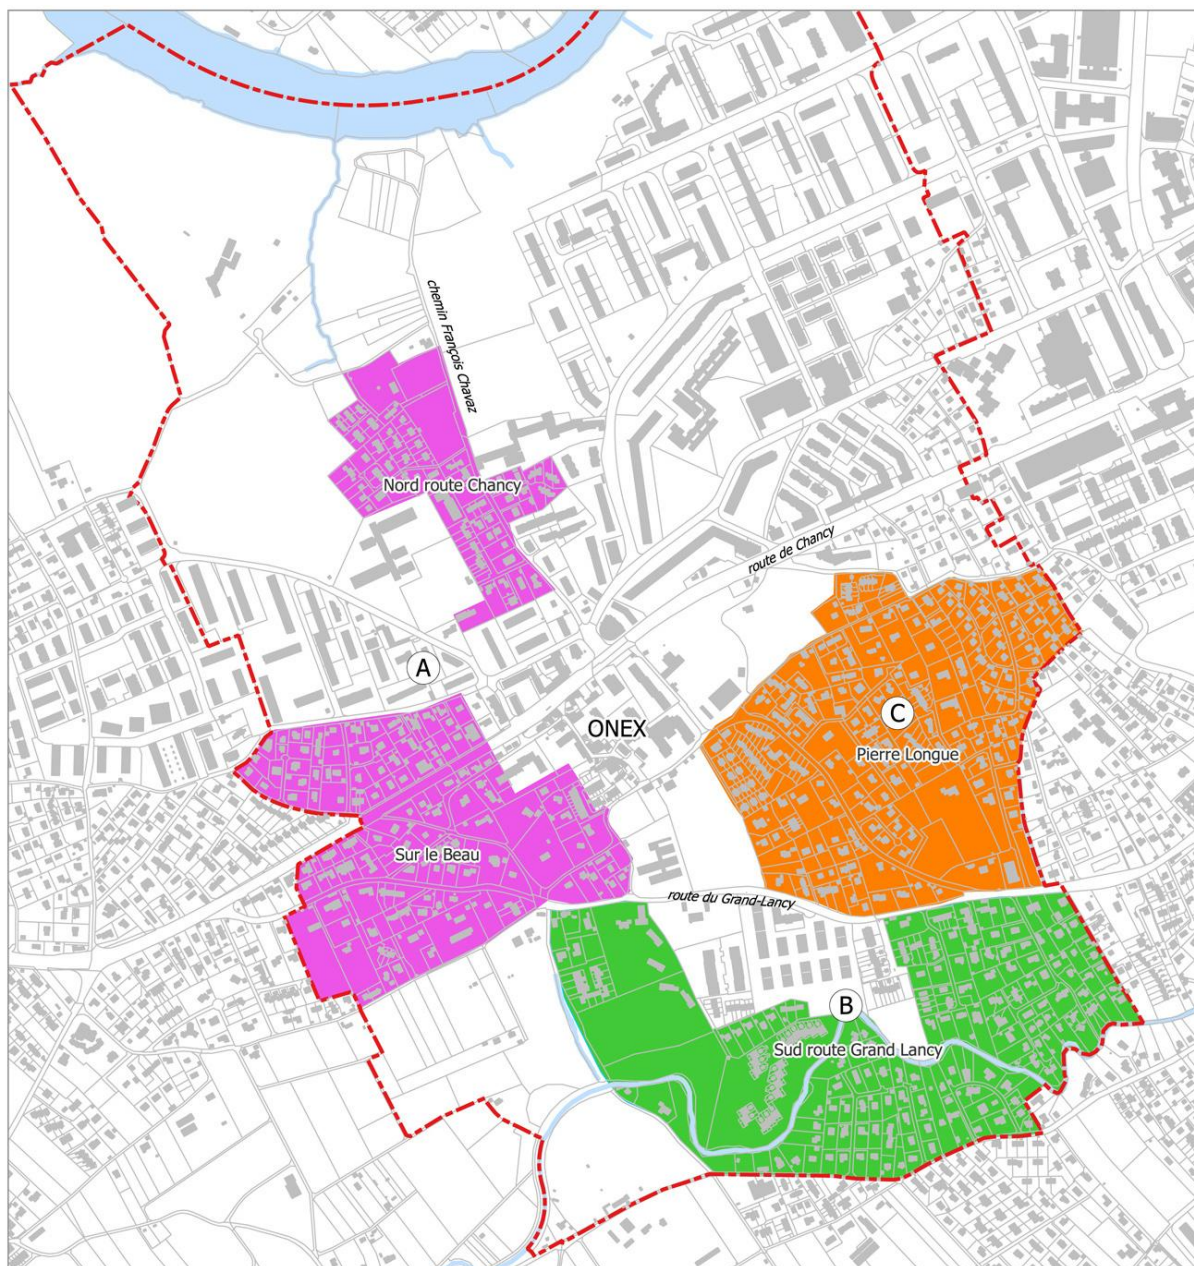 chemin François Chavaz
Nord route Chancy
route de Chancy
A
C
ONEX
Pierre Longue
Sur le Beau
route du Grand-Lancy
B
Sud route Grand Lancy